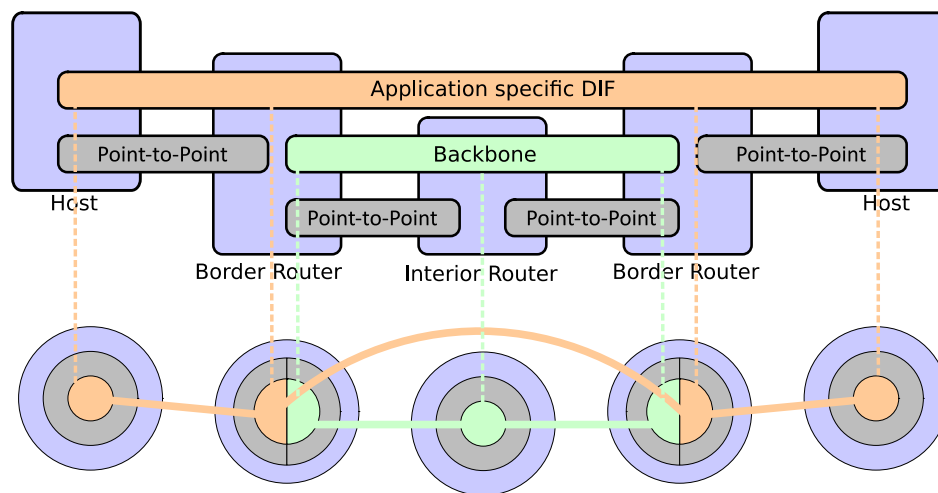 Application specific DIF
Point-to-Point
Backbone
Point-to-Point
Host
Host
Point-to-Point
Point-to-Point
Border Router
Interior Router
Border Router